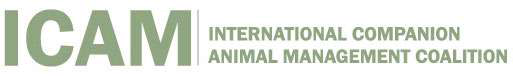 ICAM
INTERNATIONAL COMPANION
ANIMAL MANAGEMENT COALITION